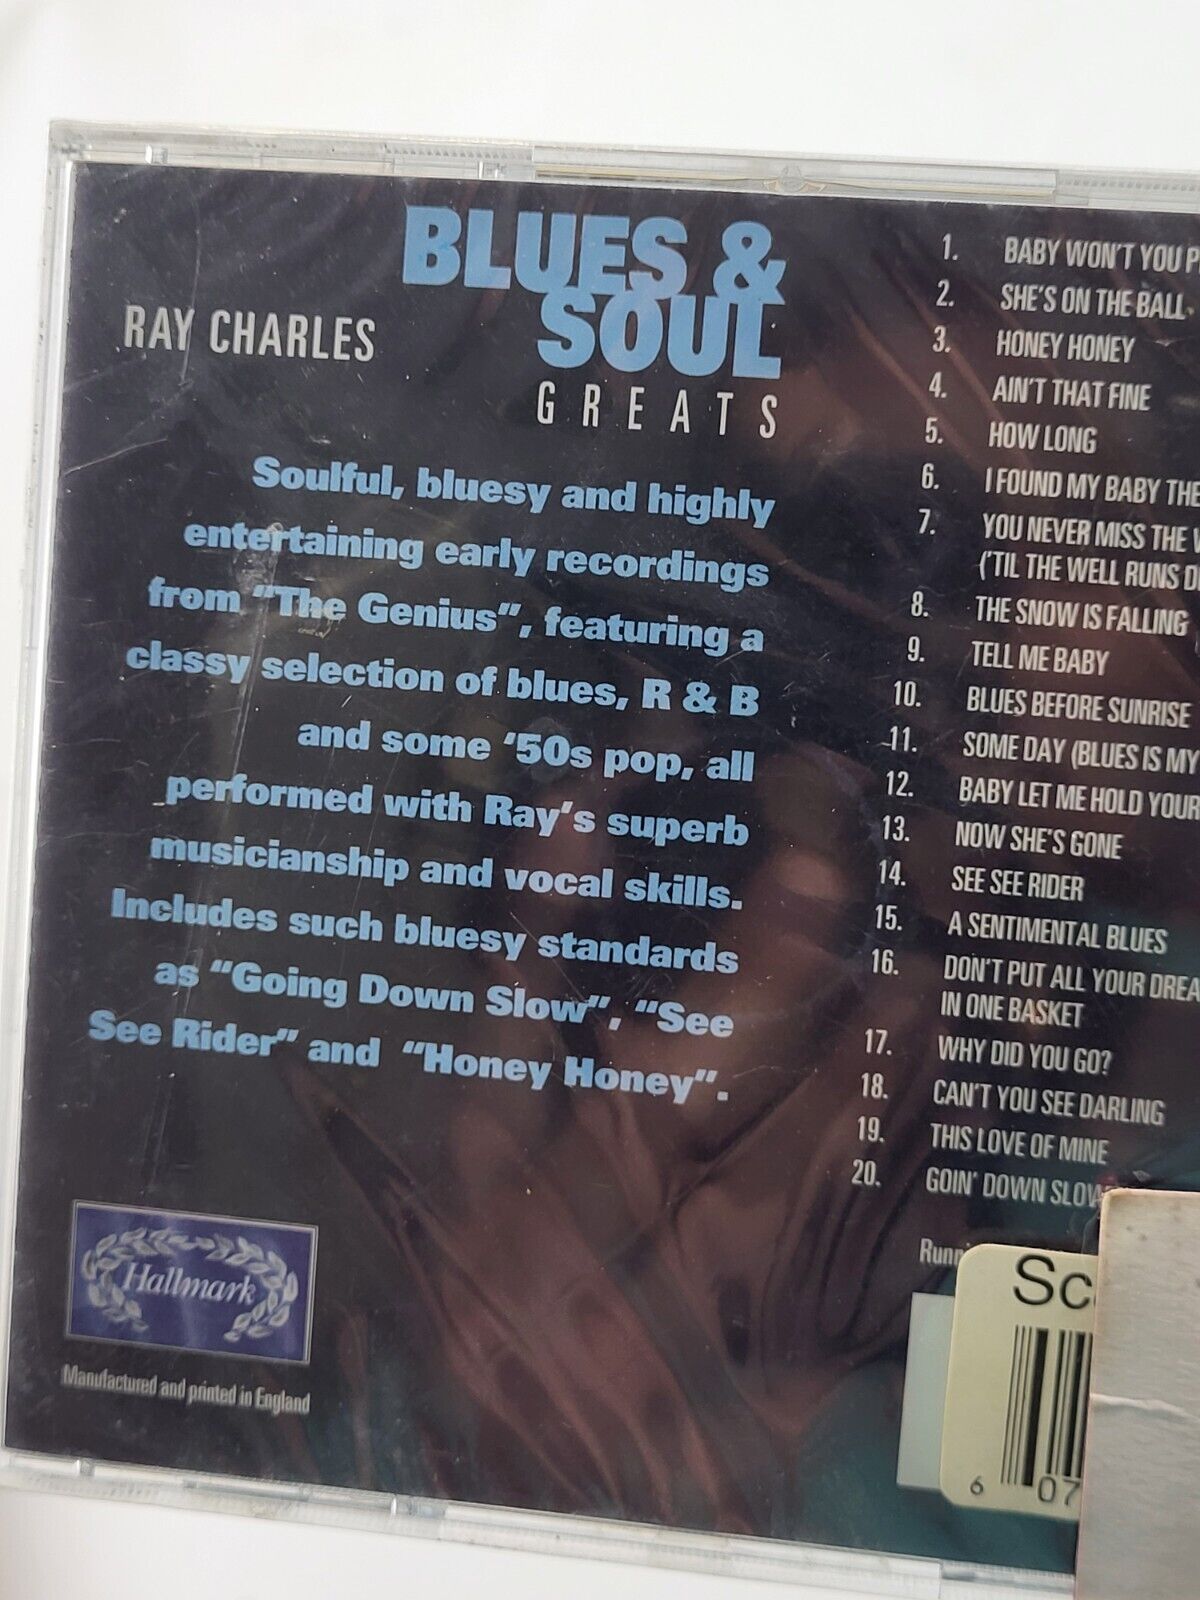 BLUES &
SOUL
GREATS
RAY CHARLES
Soulful, bluesy and highly
entertaining early recordings
from "The Genius", featuring a
classy selection of blues, R & B
and some '50s pop, all
performed with Ray's superb
musicianship and vocal skills.
Includes such bluesy standards
as "Going Down Slow", "See
See Rider" and "Honey Honey".
Hallmark
Manufactured and printed in England
1. BABY WON'T YOU P
2. SHE'S ON THE BALL
3. HONEY HONEY
4. AIN'T THAT FINE
5. HOW LONG
6. I FOUND MY BABY THE
7. YOU NEVER MISS THE
('TIL THE WELL RUNS D
8. THE SNOW IS FALLING
9. TELL ME BABY
10. BLUES BEFORE SUNRISE
11. SOME DAY (BLUES IS MY
12. BABY LET ME HOLD YOUR
13. NOW SHE'S GONE
14. SEE SEE RIDER
15. A SENTIMENTAL BLUES
16. DON'T PUT ALL YOUR DREA
IN ONE BASKET
17. WHY DID YOU GO?
18. CAN'T YOU SEE DARLING
19. THIS LOVE OF MINE
20. GOIN' DOWN SLOW
Runn
Sc
6 07